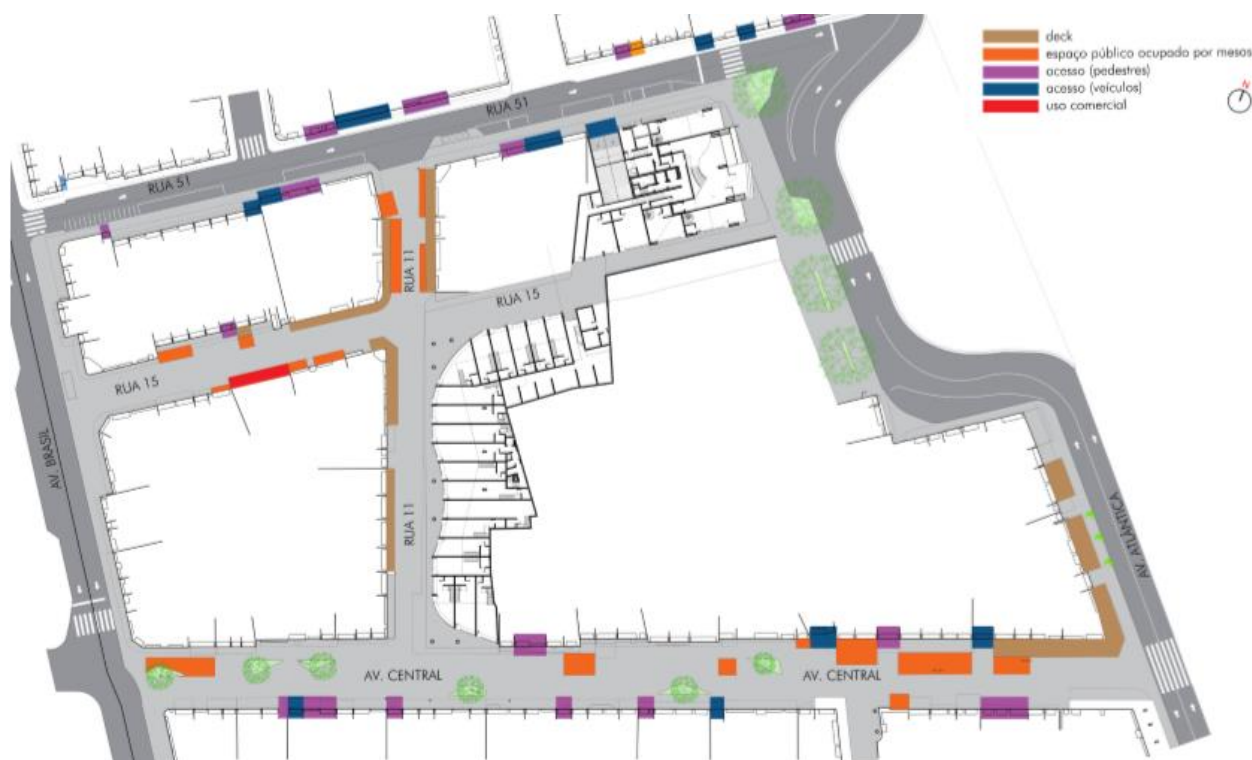 deck
espaço público ocupado por mesas
acesso (pedestres)
acesso (veículos)
uso comercial
N
RUA 51
RUA 51
RUA 11
RUA 15
RUA 15
AV. BRASIL
RUA 11
AV. ATLÂNTICA
AV. CENTRAL
AV. CENTRAL